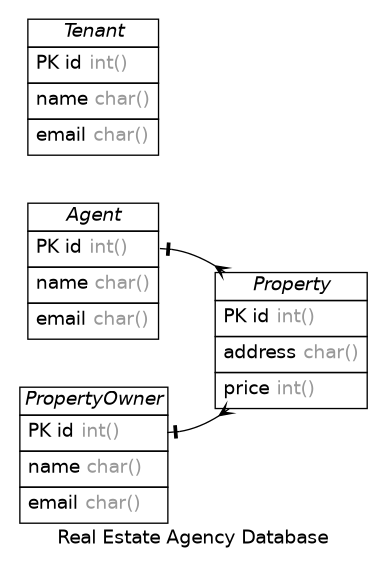 Tenant
PK id int()
name char()
email char()
Agent
PK id int()
name char()
email char()
Property
PK id int()
address char()
price int()
PropertyOwner
PK id int()
name char()
email char()
Real Estate Agency Database